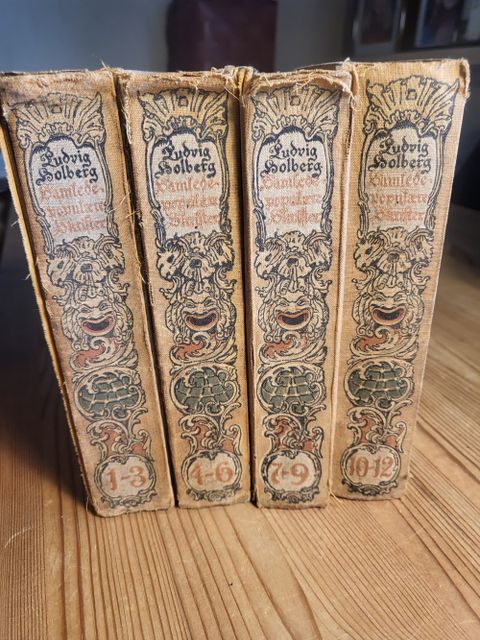 Ludvig
Holberg
Samlede
populære
Skrifter
1-3
Ludvig
Holberg
Samlede
populære
Skrifter
4-6
Ludvig
Holberg
Samlede
populære
Skrifter
7-9
Ludvig
Holberg
Samlede
populære
Skrifter
10-12